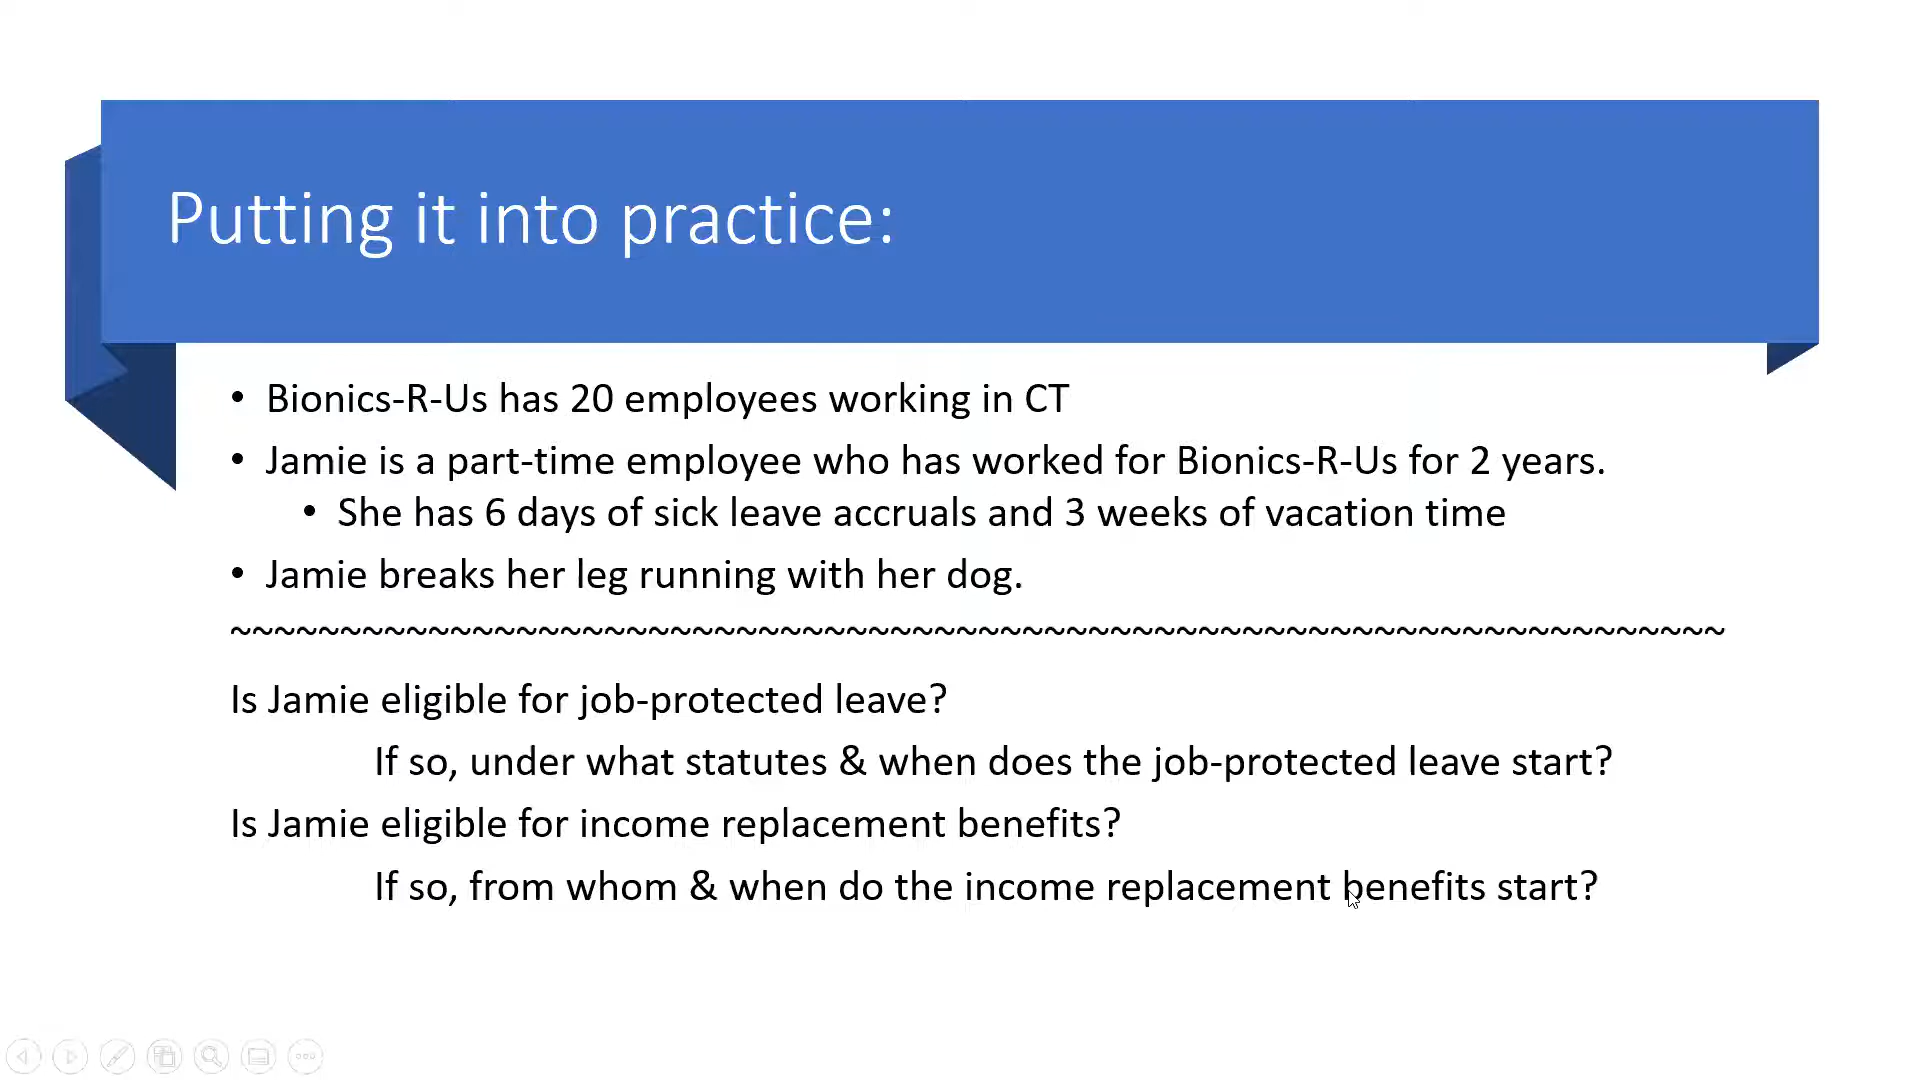 Putting it into practice:
• Bionics-R-Us has 20 employees working in CT
• Jamie is a part-time employee who has worked for Bionics-R-Us for 2 years.
• She has 6 days of sick leave accruals and 3 weeks of vacation time
• Jamie breaks her leg running with her dog.
~~~~~~~~~~~~~~~~~~~~~~~~~~~~~~~~~~~~~~~~~~~~~~~~~~~~~~~~~~~~~~~~~~~~
Is Jamie eligible for job-protected leave?
If so, under what statutes & when does the job-protected leave start?
Is Jamie eligible for income replacement benefits?
If so, from whom & when do the income replacement benefits start?